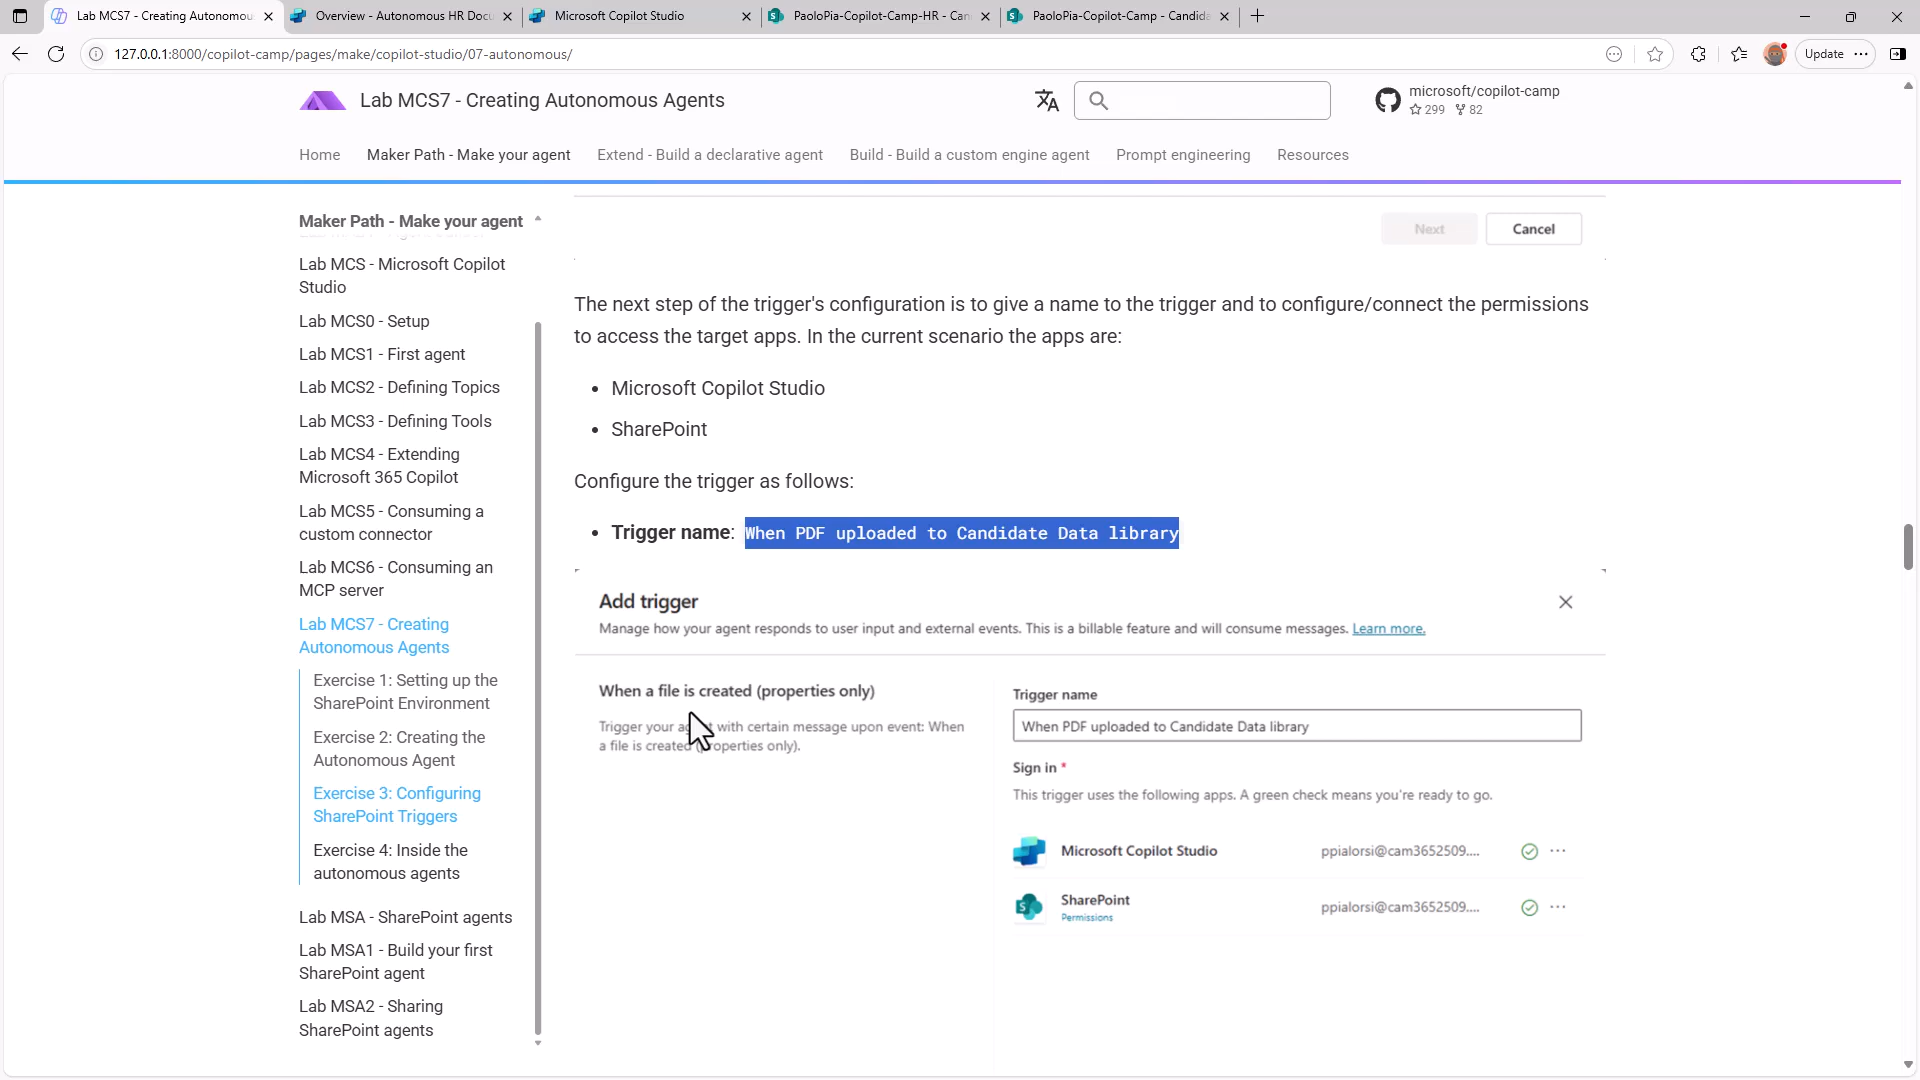 Lab MCS7 - Creating Autonomous
Overview - Autonomous HR Docu
Microsoft Copilot Studio
PaoloPia-Copilot-Camp-HR - Can
PaoloPia-Copilot-Camp - Candida
127.0.0.1:8000/copilot-camp/pages/make/copilot-studio/07-autonomous/
Update
Lab MCS7 - Creating Autonomous Agents
microsoft/copilot-camp
299 82
Home Maker Path - Make your agent Extend - Build a declarative agent Build - Build a custom engine agent Prompt engineering Resources
Maker Path - Make your agent
Lab MCS - Microsoft Copilot
Studio
Lab MCS0 - Setup
Lab MCS1 - First agent
Lab MCS2 - Defining Topics
Lab MCS3 - Defining Tools
Lab MCS4 - Extending
Microsoft 365 Copilot
Lab MCS5 - Consuming a
custom connector
Lab MCS6 - Consuming an
MCP server
Lab MCS7 - Creating
Autonomous Agents
Exercise 1: Setting up the
SharePoint Environment
Exercise 2: Creating the
Autonomous Agent
Exercise 3: Configuring
SharePoint Triggers
Exercise 4: Inside the
autonomous agents
Lab MSA - SharePoint agents
Lab MSA1 - Build your first
SharePoint agent
Lab MSA2 - Sharing
SharePoint agents
Next Cancel
The next step of the trigger's configuration is to give a name to the trigger and to configure/connect the permissions
to access the target apps. In the current scenario the apps are:
• Microsoft Copilot Studio
• SharePoint
Configure the trigger as follows:
• Trigger name: When PDF uploaded to Candidate Data library
Add trigger
Manage how your agent responds to user input and external events. This is a billable feature and will consume messages. Learn more.
When a file is created (properties only)
Trigger your agent with certain message upon event: When
a file is created (properties only).
Trigger name
When PDF uploaded to Candidate Data library
Sign in *
This trigger uses the following apps. A green check means you're ready to go.
Microsoft Copilot Studio ppialorsi@cam3652509....
SharePoint ppialorsi@cam3652509....
Permissions